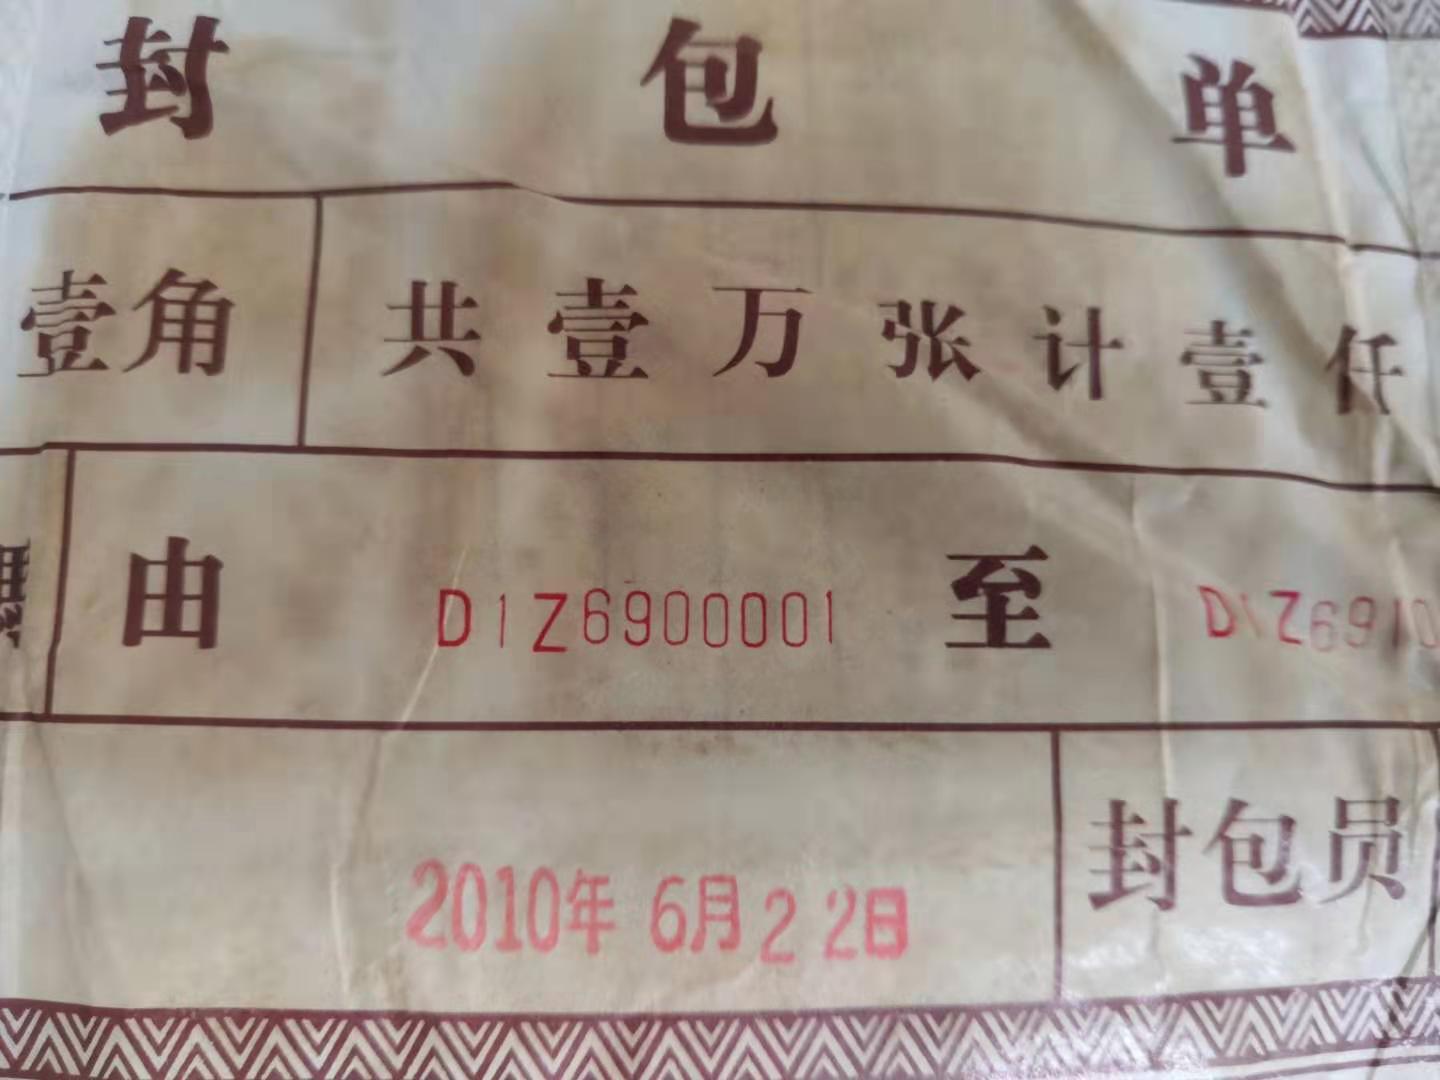 封包单
壹角 共壹万张计壹仟
由 D1Z6900001 至 D1Z6910
2010年 6月22日 封包员